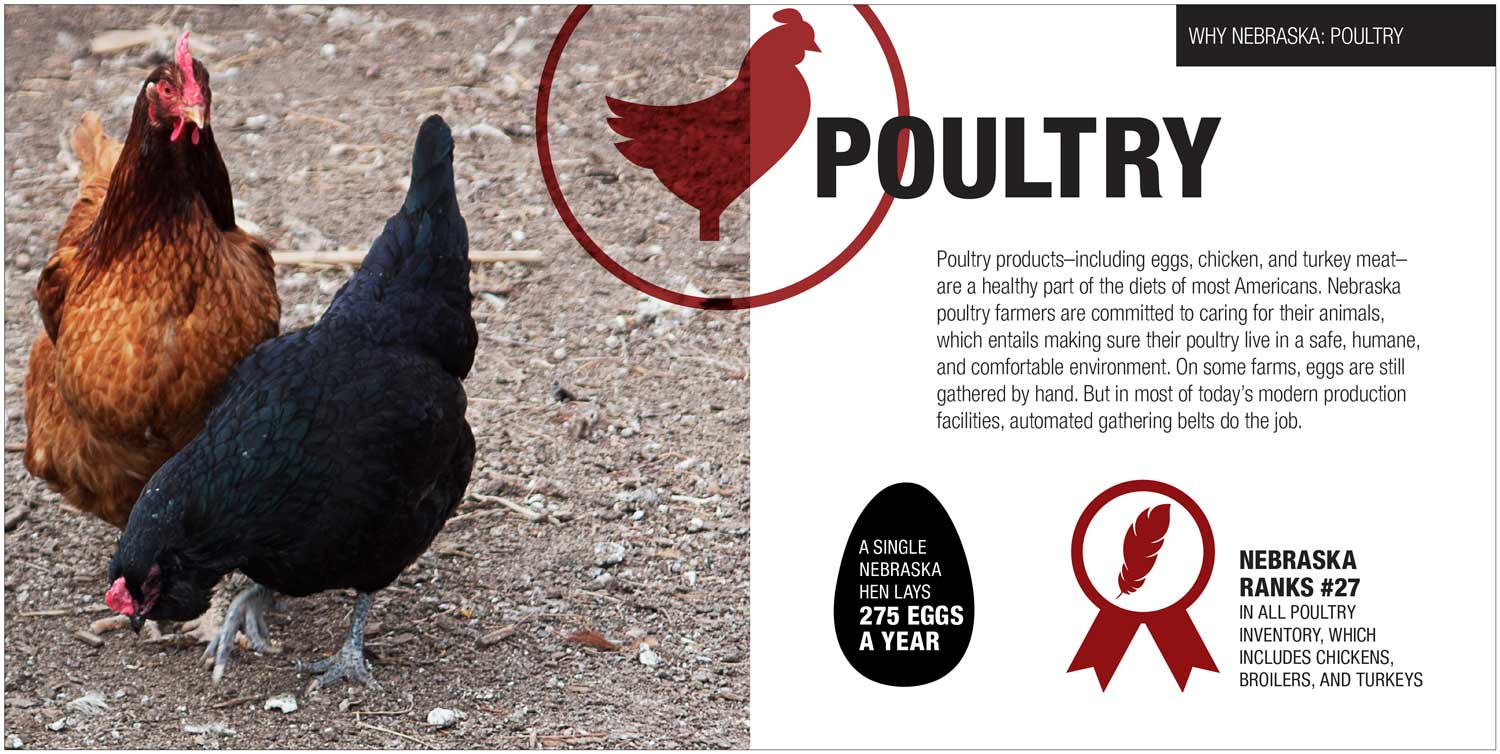 WHY NEBRASKA: POULTRY
POULTRY
Poultry products–including eggs, chicken, and turkey meat–
are a healthy part of the diets of most Americans. Nebraska
poultry farmers are committed to caring for their animals,
which entails making sure their poultry live in a safe, humane,
and comfortable environment. On some farms, eggs are still
gathered by hand. But in most of today’s modern production
facilities, automated gathering belts do the job.
A SINGLE
NEBRASKA
HEN LAYS
275 EGGS
A YEAR
NEBRASKA
RANKS #27
IN ALL POULTRY
INVENTORY, WHICH
INCLUDES CHICKENS,
BROILERS, AND TURKEYS